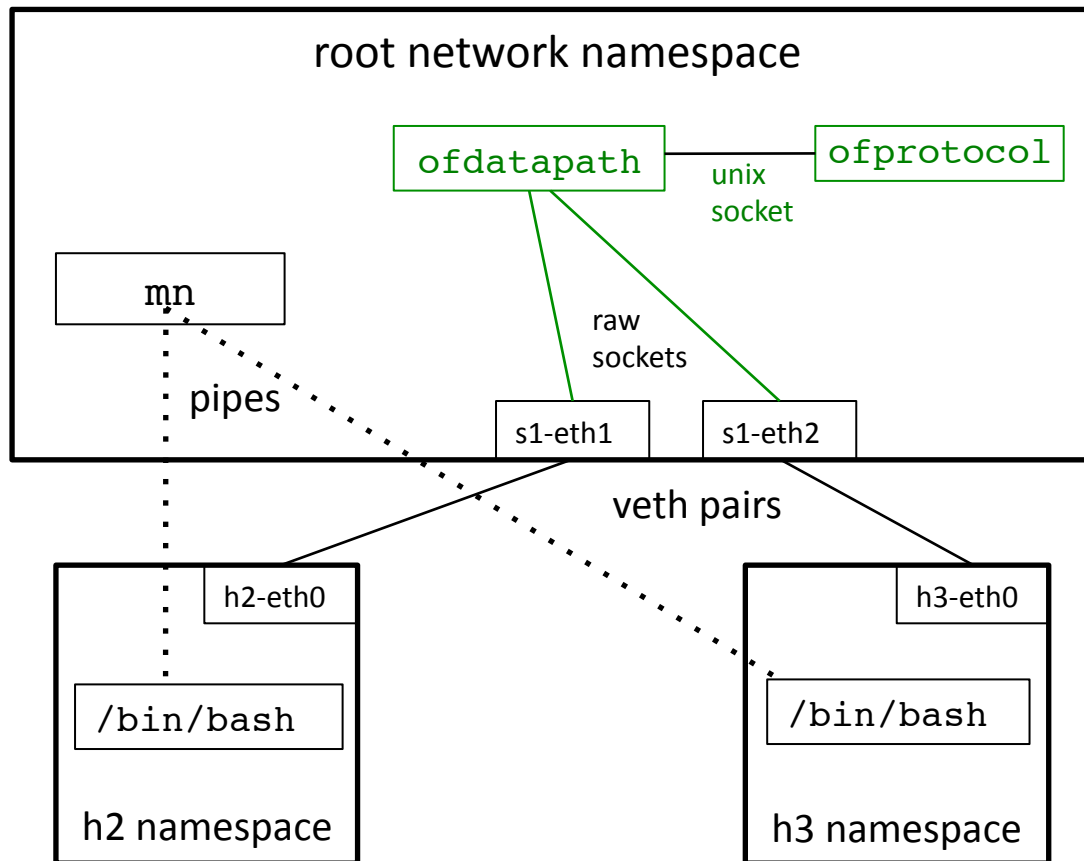 root network namespace
ofdatapath
ofprotocol
unix
socket
mn
raw
sockets
pipes
s1-eth1
s1-eth2
veth pairs
h2-eth0
h3-eth0
/bin/bash
/bin/bash
h2 namespace
h3 namespace